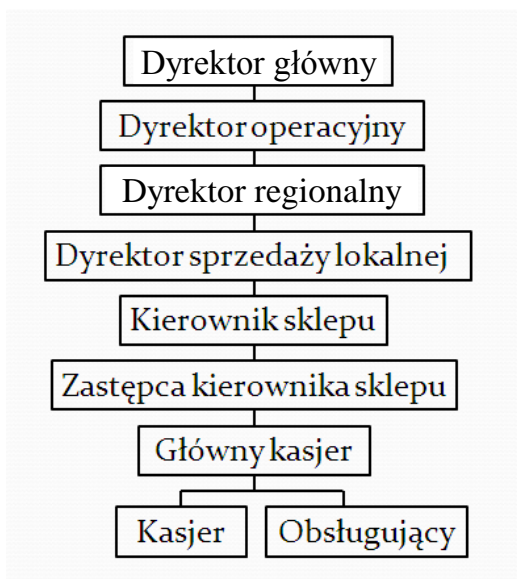 Dyrektor główny
Dyrektor operacyjny
Dyrektor regionalny
Dyrektor sprzedaży lokalnej
Kierownik sklepu
Zastępca kierownika sklepu
Główny kasjer
Kasjer
Obsługujący